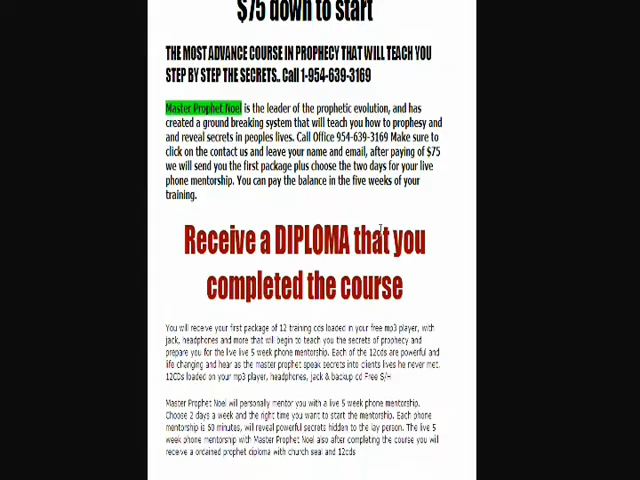 $75 down to start
THE MOST ADVANCE COURSE IN PROPHECY THAT WILL TEACH YOU
STEP BY STEP THE SECRETS.. Call 1-954-639-3169
Master Prophet Noel is the leader of the prophetic evolution, and has
created a ground breaking system that will teach you how to prophesy and
and reveal secrets in peoples lives. Call Office 954-639-3169 Make sure to
click on the contact us and leave your name and email, after paying of $75
we will send you the first package plus choose the two days for your live
phone mentorship. You can pay the balance in the five weeks of your
training.
Receive a DIPLOMA that you
completed the course
You will receive your first package of 12 training cds loaded in your free mp3 player, with
jack, headphones and more that will begin to teach you the secrets of prophecy and
prepare you for the live live 5 week phone mentorship. Each of the 12cds are powerful and
life changing and hear as the master prophet speak secrets into clients lives he never met.
12CDs loaded on your mp3 player, headphones, jack & backup cd Free S/H
Master Prophet Noel will personally mentor you with a live 5 week phone mentorship.
Choose 2 days a week and the right time you want to start the mentorship. Each phone
mentorship is 50 minutes, will reveal powerful secrets hidden to the lay person. The live 5
week phone mentorship with Master Prophet Noel also after completing the course you will
receive a ordained prophet diploma with church seal and 12cds